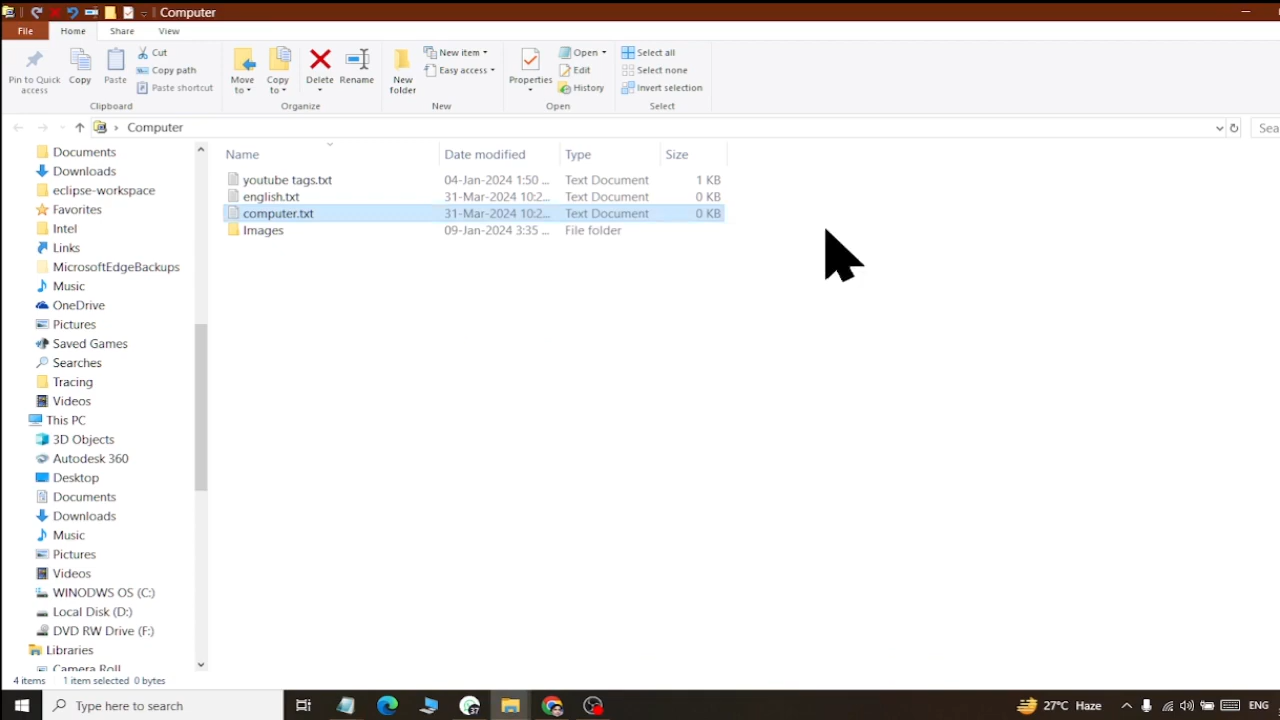 Computer
File Home Share View
Pin to Quick access
Copy
Paste
Cut
Copy path
Paste shortcut
Clipboard
Move to
Copy to
Delete
Rename
Organize
New folder
New item
Easy access
New
Properties
Open
Edit
History
Open
Select all
Select none
Invert selection
Select
Computer
Sea
Name Date modified Type Size
youtube tags.txt 04-Jan-2024 1:50 ... Text Document 1 KB
english.txt 31-Mar-2024 10:2... Text Document 0 KB
computer.txt 31-Mar-2024 10:2... Text Document 0 KB
Images 09-Jan-2024 3:35 ... File folder
Documents
Downloads
eclipse-workspace
Favorites
Intel
Links
MicrosoftEdgeBackups
Music
OneDrive
Pictures
Saved Games
Searches
Tracing
Videos
This PC
3D Objects
Autodesk 360
Desktop
Documents
Downloads
Music
Pictures
Videos
WINODWS OS (C:)
Local Disk (D:)
DVD RW Drive (F:)
Libraries
Camera Roll
4 items 1 item selected 0 bytes
Type here to search
27°C Haze
ENG